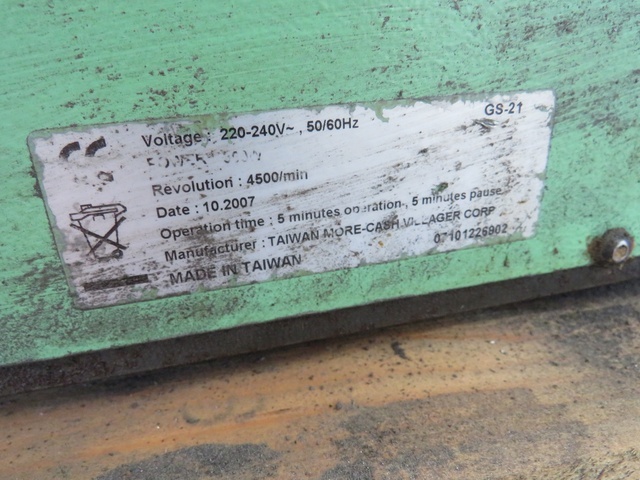 GS-21
Voltage : 220-240V~ , 50/60Hz
POWER :
Revolution : 4500/min
Date : 10.2007
Operation time : 5 minutes operation, 5 minutes pause
Manufacturer : TAIWAN MORE-CASH VILLAGER CORP
07101226902
MADE IN TAIWAN